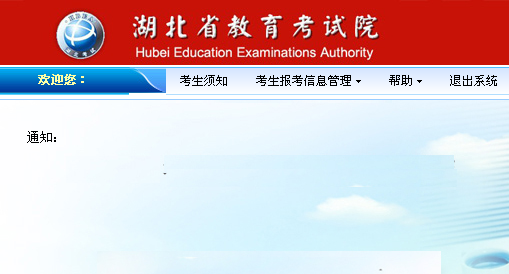 湖北省教育考试院
Hubei Education Examinations Authority
欢迎您： 考生须知 考生报考信息管理 帮助 退出系统
通知：